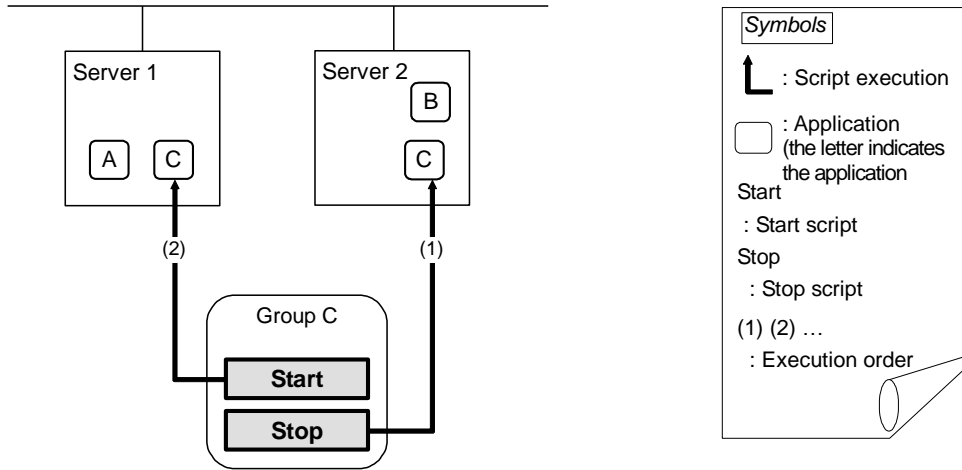 Server 1
Server 2
B
A
C
C
(2)
(1)
Group C
Start
Stop
Symbols
: Script execution
: Application
(the letter indicates
the application
Start
: Start script
Stop
: Stop script
(1) (2) …
: Execution order